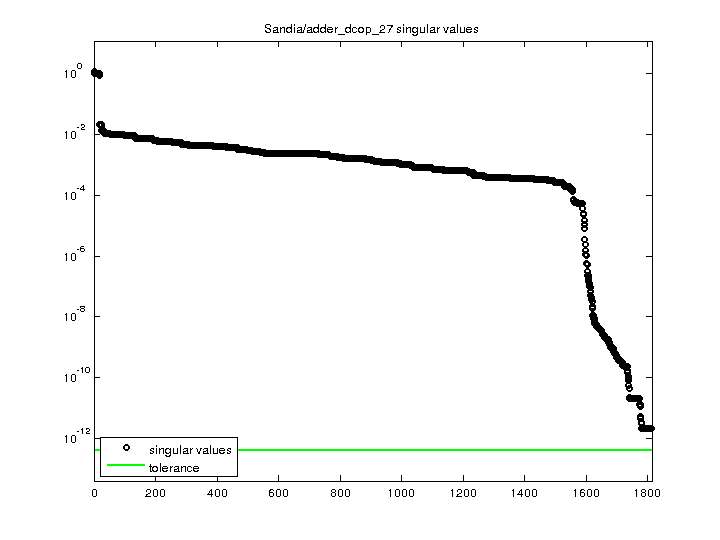 Sandia/adder_dcop_27 singular values
10^0
10^-2
10^-4
10^-6
10^-8
10^-10
10^-12
singular values
tolerance
0 200 400 600 800 1000 1200 1400 1600 1800